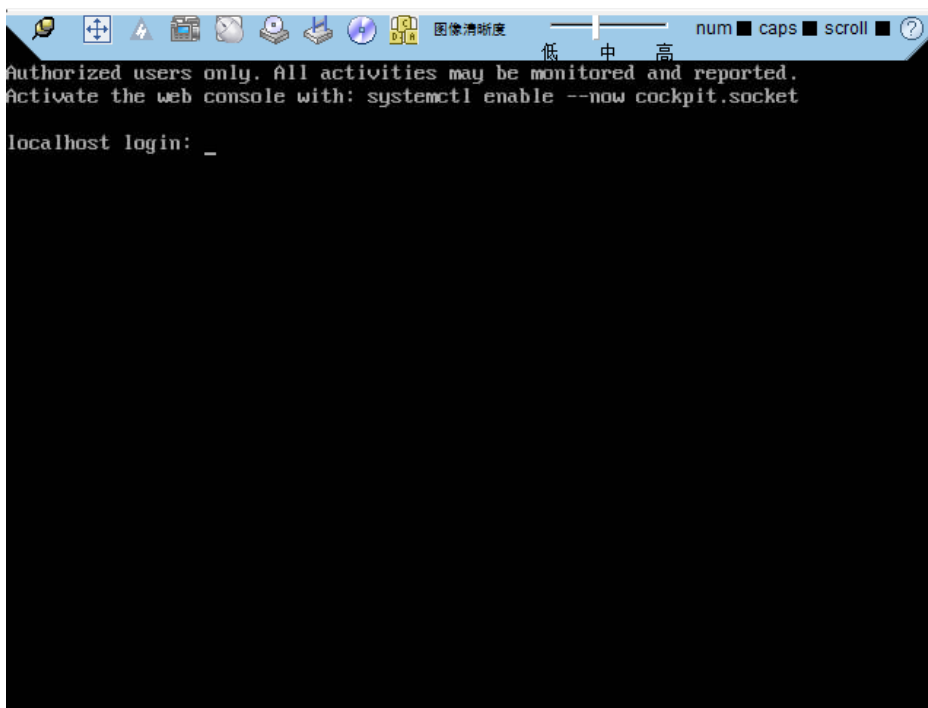 图像清晰度 低 中 高 num caps scroll ?
Authorized users only. All activities may be monitored and reported.
Activate the web console with: systemctl enable --now cockpit.socket
localhost login: _